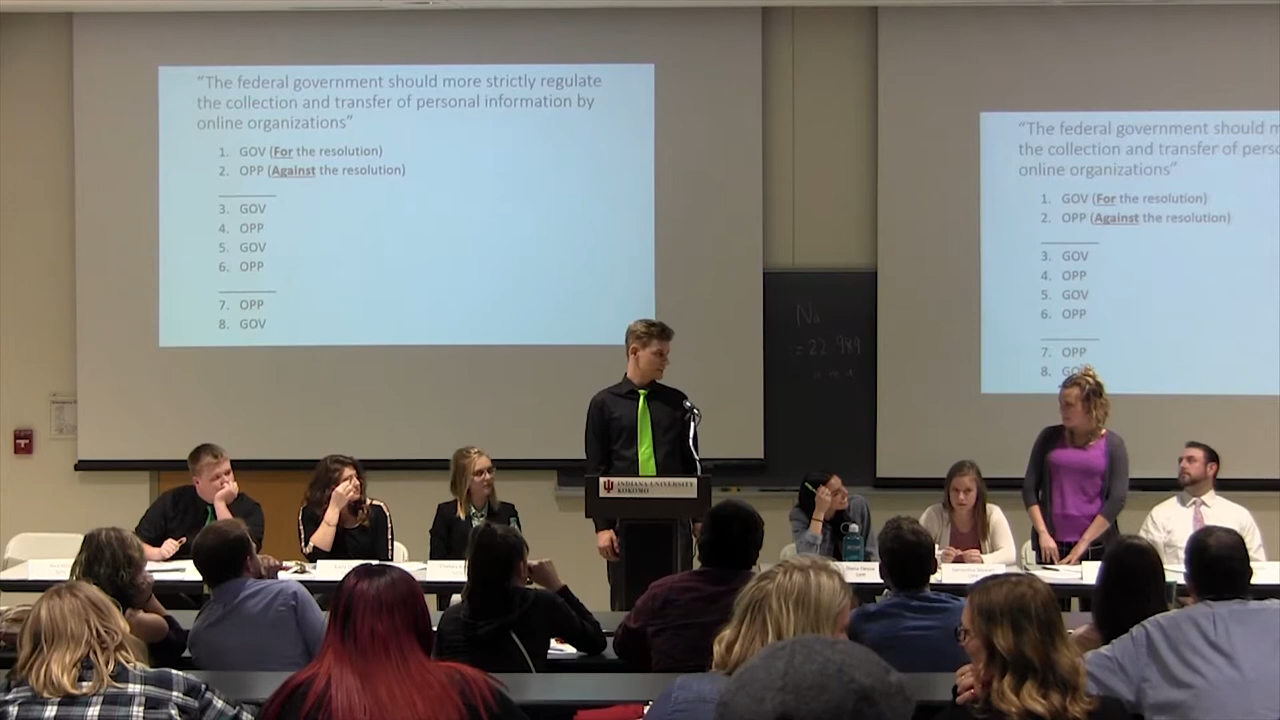 "The federal government should more strictly regulate
the collection and transfer of personal information by
online organizations"
1. GOV (For the resolution)
2. OPP (Against the resolution)
3. GOV
4. OPP
5. GOV
6. OPP
7. OPP
8. GOV
"The federal government should m
the collection and transfer of perso
online organizations"
1. GOV (For the resolution)
2. OPP (Against the resolution)
3. GOV
4. OPP
5. GOV
6. OPP
7. OPP
8. GO
Na
= 22.989
INDIANA UNIVERSITY
KOKOMO
OPP